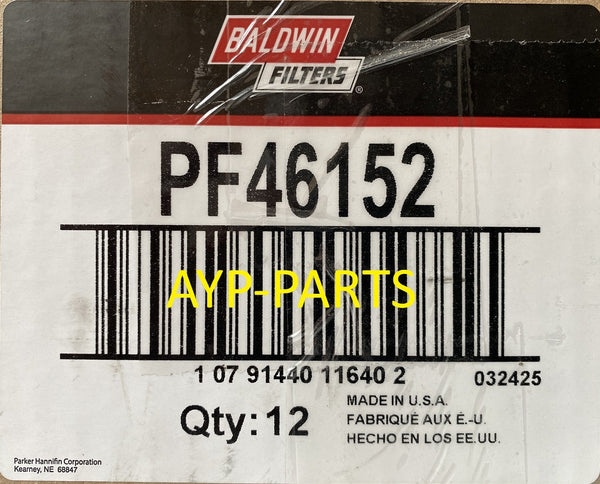 BALDWIN
FILTERS®
PF46152
AYP-PARTS
1 07 91440 11640 2
032425
Qty: 12
MADE IN U.S.A.
FABRIQUÉ AUX É.-U.
HECHO EN LOS EE.UU.
Parker Hannifin Corporation
Kearney, NE 68847